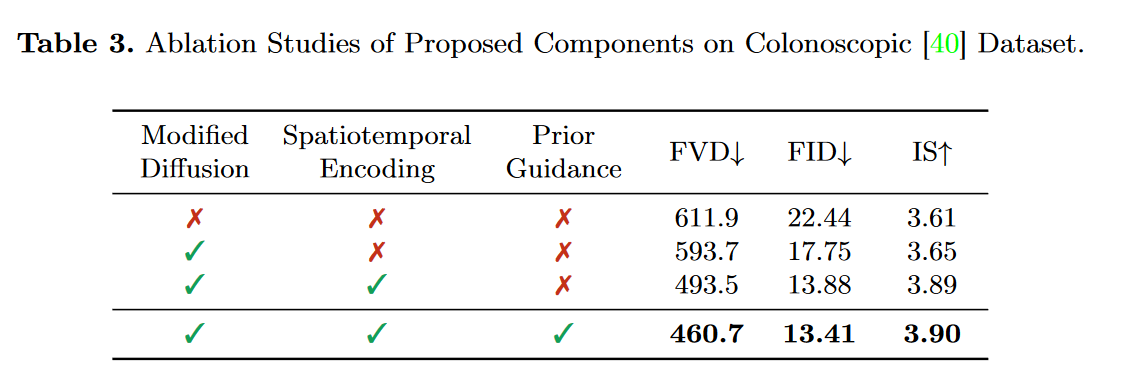 Table 3. Ablation Studies of Proposed Components on Colonoscopic [40] Dataset.
Modified Diffusion Spatiotemporal Encoding Prior Guidance FVD↓ FID↓ IS↑
✗ ✗ ✗ 611.9 22.44 3.61
✓ ✗ ✗ 593.7 17.75 3.65
✓ ✓ ✗ 493.5 13.88 3.89
✓ ✓ ✓ 460.7 13.41 3.90